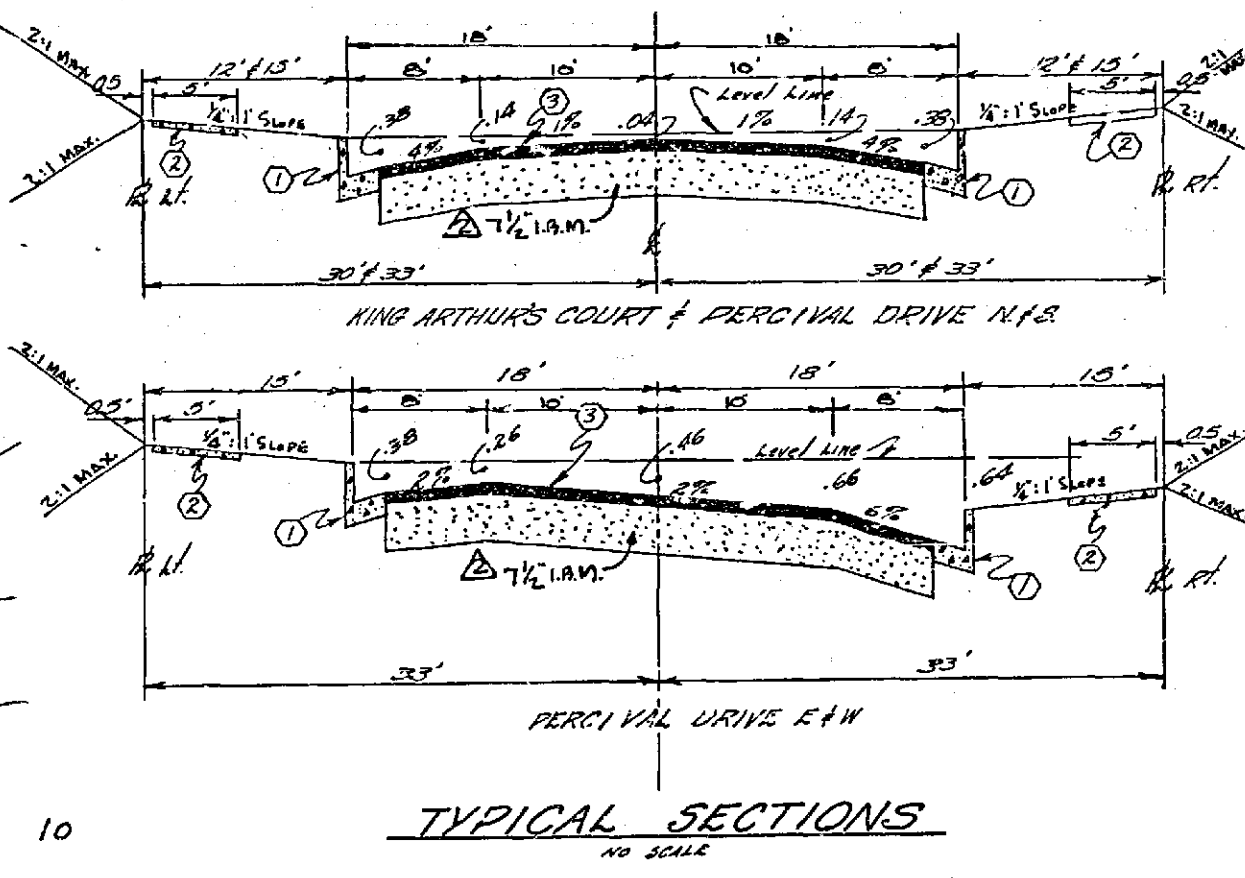 18' 18'
2:1 MAX. 12' & 15' 8' 10' 10' 8' 12' & 15' 2:1 MAX.
0.5 5' 5' 0.5'
1/4":1' SLOPE .38 .14 3 1% .04 Level Line 1% .14 .38 1/4":1' SLOPE
2:1 MAX. 2 4% 4% 2 2:1 MAX.
1 1
PL Lt. PL Rt.
2 7 1/2" I.B.M.
CL
30' & 33' 30' & 33'
KING ARTHUR'S COURT & PERCIVAL DRIVE N.&S.
2:1 MAX. 15' 18' 18' 15'
0.5' 5' 8' 10' 10' 8' 5' 0.5'
1/4":1' SLOPE .38 .26 3 .46 Level Line 2:1 MAX.
2:1 MAX. 2 2% 2% .66 .64 1/4":1' SLOPE
6% 2:1 MAX.
1 2
PL Lt. 2 7 1/2" I.B.M. 1 PL Rt.
33' 33'
PERCIVAL DRIVE E&W
10 TYPICAL SECTIONS
NO SCALE